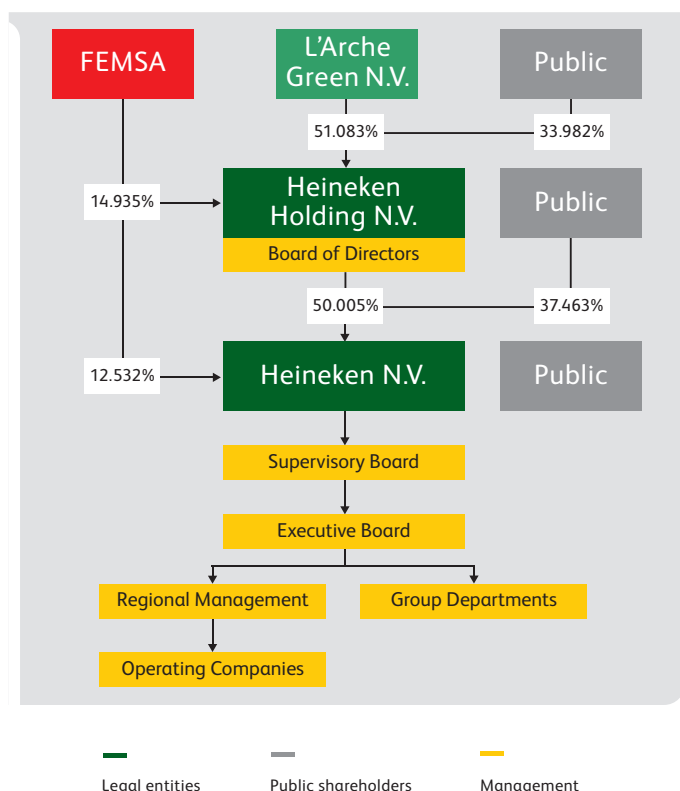 FEMSA
L’Arche
Green N.V.
Public
51.083%
33.982%
14.935%
Heineken
Holding N.V.
Public
Board of Directors
50.005%
37.463%
12.532%
Heineken N.V.
Public
Supervisory Board
Executive Board
Regional Management
Group Departments
Operating Companies
Legal entities
Public shareholders
Management